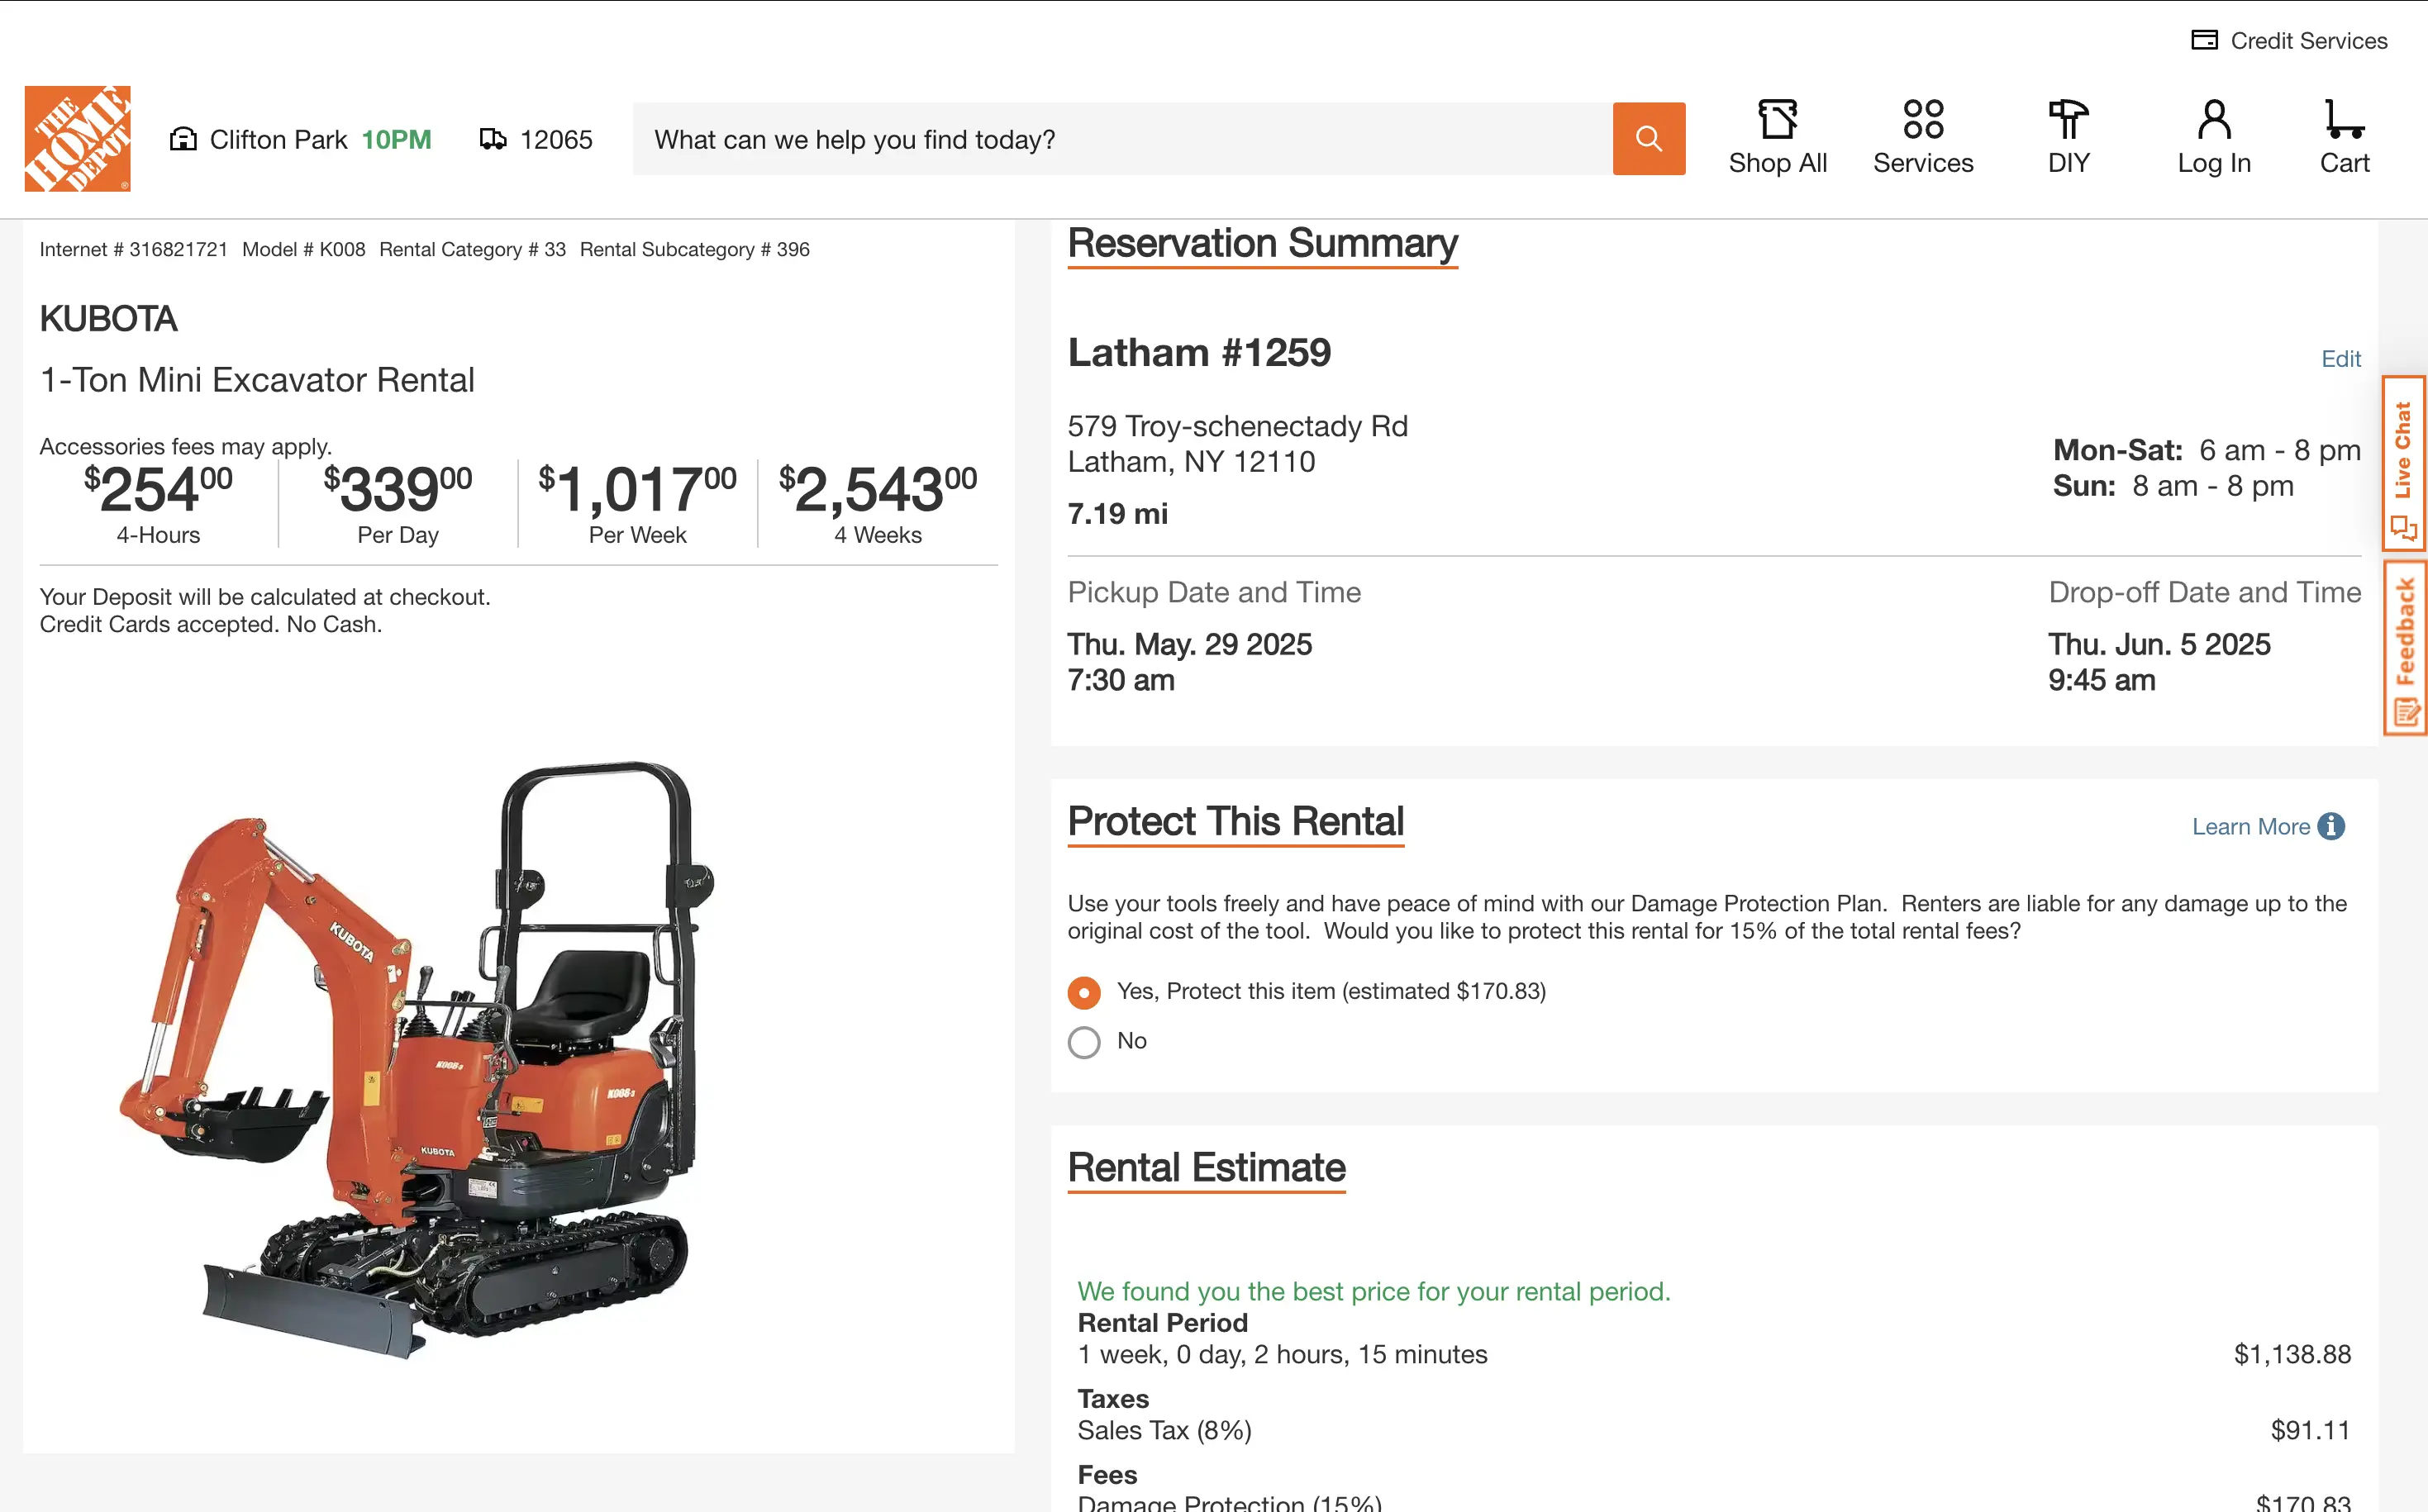 Credit Services
THE HOME DEPOT
Clifton Park 10PM
12065
What can we help you find today?
Shop All
Services
DIY
Log In
Cart
Internet # 316821721 Model # K008 Rental Category # 33 Rental Subcategory # 396
KUBOTA
1-Ton Mini Excavator Rental
Accessories fees may apply.
$25400 $33900 $1,01700 $2,54300
4-Hours Per Day Per Week 4 Weeks
Your Deposit will be calculated at checkout.
Credit Cards accepted. No Cash.
KUBOTA
K008-3
K008-3
KUBOTA
Reservation Summary
Latham #1259
Edit
579 Troy-schenectady Rd
Latham, NY 12110
7.19 mi
Mon-Sat: 6 am - 8 pm
Sun: 8 am - 8 pm
Pickup Date and Time
Thu. May. 29 2025
7:30 am
Drop-off Date and Time
Thu. Jun. 5 2025
9:45 am
Live Chat
Feedback
Protect This Rental
Learn More
Use your tools freely and have peace of mind with our Damage Protection Plan. Renters are liable for any damage up to the
original cost of the tool. Would you like to protect this rental for 15% of the total rental fees?
Yes, Protect this item (estimated $170.83)
No
Rental Estimate
We found you the best price for your rental period.
Rental Period
1 week, 0 day, 2 hours, 15 minutes $1,138.88
Taxes
Sales Tax (8%) $91.11
Fees
Damage Protection (15%) $170.83